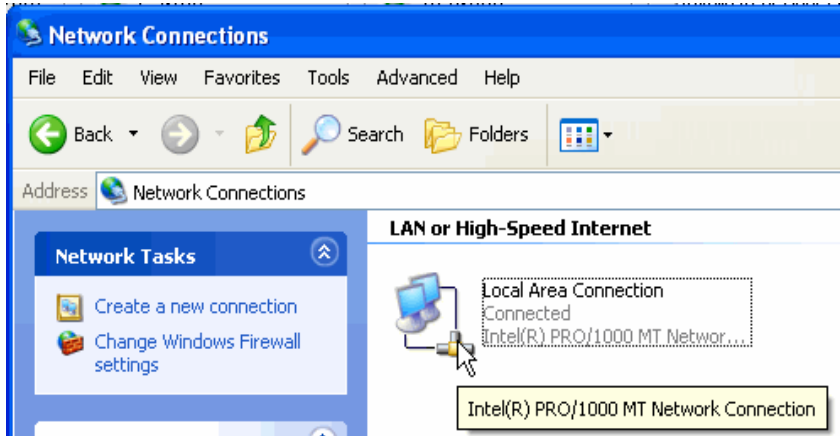 Network Connections
File Edit View Favorites Tools Advanced Help
Back Search Folders
Address Network Connections
LAN or High-Speed Internet
Network Tasks
Create a new connection
Change Windows Firewall
settings
Local Area Connection
Connected
Intel(R) PRO/1000 MT Networ...
Intel(R) PRO/1000 MT Network Connection